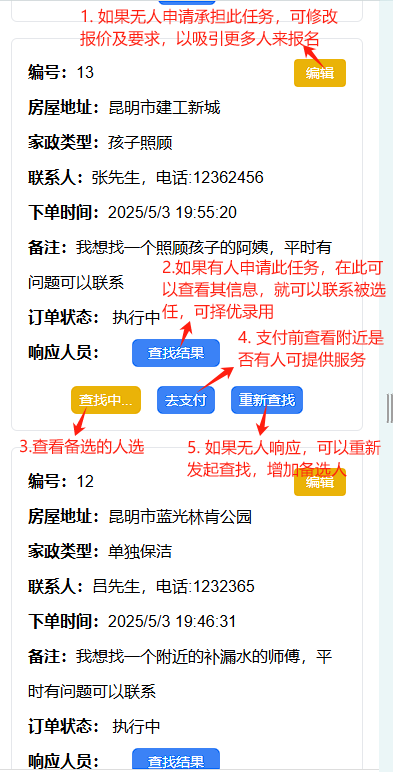 1. 如果无人申请承担此任务，可修改
报价及要求，以吸引更多人来报名
编号：13
编辑
房屋地址：昆明市建工新城
家政类型：孩子照顾
联系人：张先生，电话:12362456
下单时间：2025/5/3 19:55:20
备注：我想找一个照顾孩子的阿姨，平时有
问题可以联系
2.如果有人申请此任务，在此可
以查看其信息，就可以联系被选
任，可择优录用
订单状态： 执行中
响应人员：
查找结果
4. 支付前查看附近是
否有人可提供服务
查找中...
去支付
重新查找
3.查看备选的人选
5. 如果无人响应，可以重新
发起查找，增加备选人
编号：12
编辑
房屋地址：昆明市蓝光林肯公园
家政类型：单独保洁
联系人：吕先生，电话:1232365
下单时间：2025/5/3 19:46:31
备注：我想找一个附近的补漏水的师傅，平
时有问题可以联系
订单状态： 执行中
响应人员：
查找结果